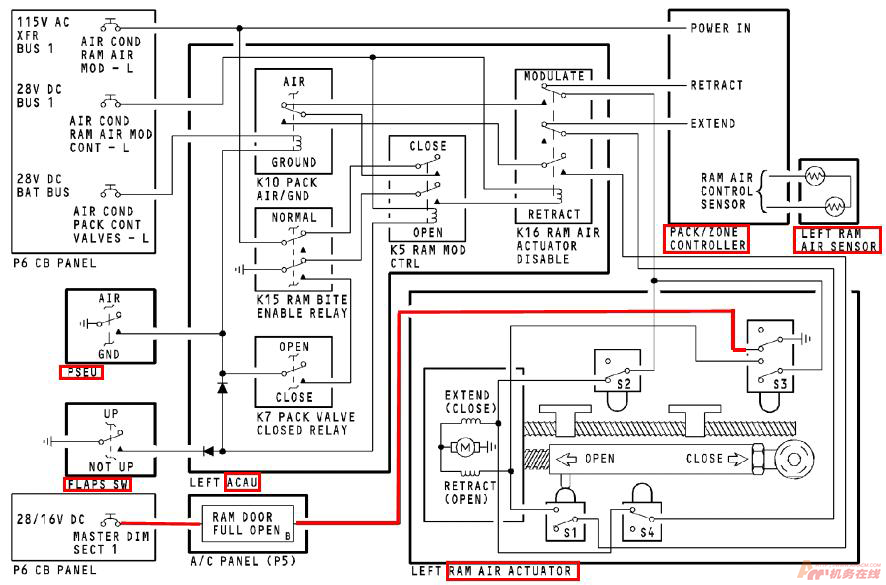 115V AC
XFR
BUS 1
AIR COND
RAM AIR
MOD - L
28V DC
BUS 1
AIR COND
RAM AIR MOD
CONT - L
28V DC
BAT BUS
AIR COND
PACK CONT
VALVES - L
P6 CB PANEL
AIR
GROUND
K10 PACK
AIR/GND
NORMAL
K15 RAM BITE
ENABLE RELAY
OPEN
CLOSE
K7 PACK VALVE
CLOSED RELAY
CLOSE
OPEN
K5 RAM MOD
CTRL
MODULATE
RETRACT
K16 RAM AIR
ACTUATOR
DISABLE
POWER IN
RETRACT
EXTEND
RAM AIR
CONTROL
SENSOR
PACK/ZONE
CONTROLLER
LEFT RAM
AIR SENSOR
AIR
GND
PSEU
UP
NOT UP
FLAPS SW
LEFT ACAU
28/16V DC
MASTER DIM
SECT 1
P6 CB PANEL
RAM DOOR
FULL OPEN
B
A/C PANEL (P5)
EXTEND
(CLOSE)
M
RETRACT
(OPEN)
S2
S3
OPEN
CLOSE
S1
S4
LEFT RAM AIR ACTUATOR
机务在线